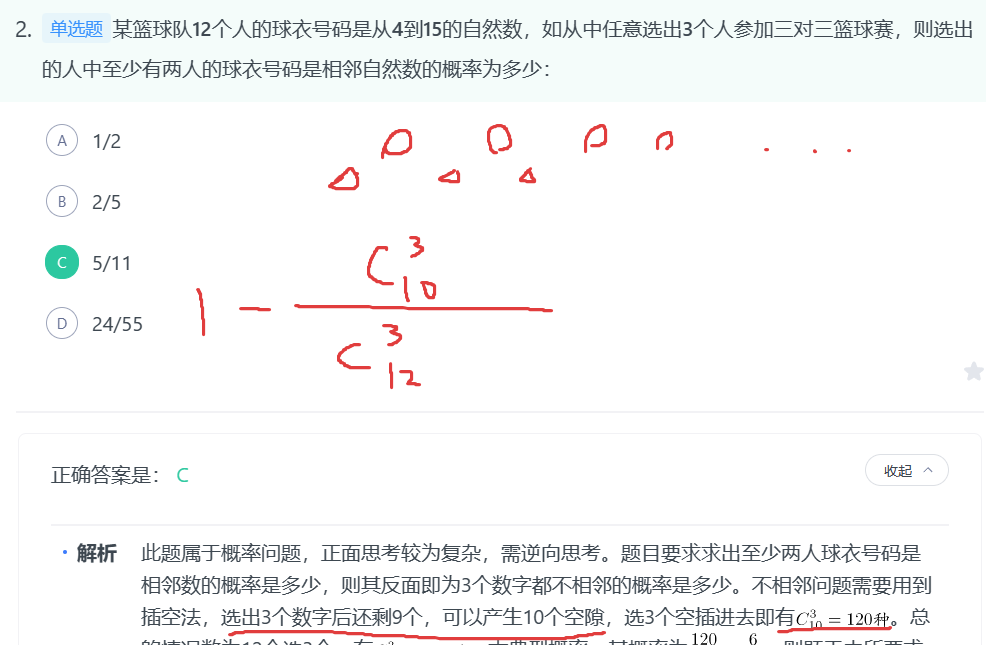 2. 单选题 某篮球队12个人的球衣号码是从4到15的自然数，如从中任意选出3个人参加三对三篮球赛，则选出
的人中至少有两人的球衣号码是相邻自然数的概率为多少：
A 1/2
B 2/5
C 5/11
D 24/55
1 - C³₁₀ / C³₁₂
正确答案是： C
收起
· 解析 此题属于概率问题，正面思考较为复杂，需逆向思考。题目要求求出至少两人球衣号码是
相邻数的概率是多少，则其反面即为3个数字都不相邻的概率是多少。不相邻问题需要用到
插空法，选出3个数字后还剩9个，可以产生10个空隙，选3个空插进去即有C³₁₀ = 120种。总
120 6